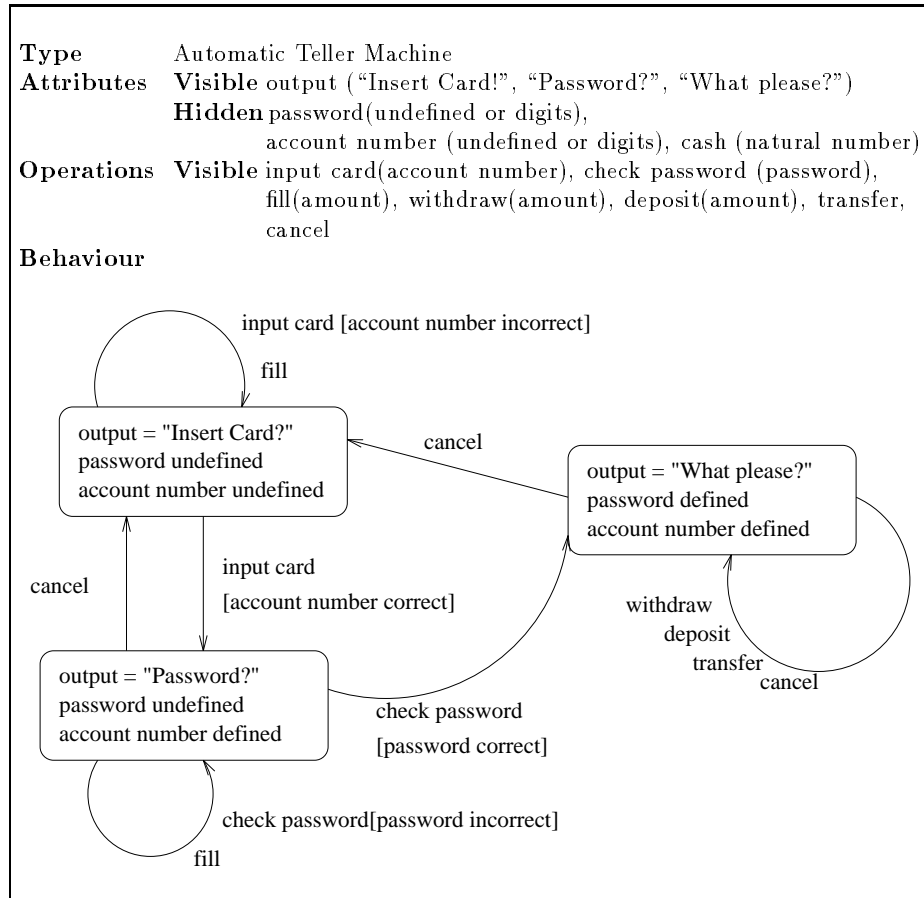 Type Automatic Teller Machine
Attributes Visible output (“Insert Card!”, “Password?”, “What please?”)
Hidden password(undefined or digits),
account number (undefined or digits), cash (natural number)
Operations Visible input card(account number), check password (password),
fill(amount), withdraw(amount), deposit(amount), transfer,
cancel
Behaviour
input card [account number incorrect]
fill
output = "Insert Card?"
password undefined
account number undefined
cancel
output = "What please?"
password defined
account number defined
cancel
input card
[account number correct]
withdraw
deposit
transfer
cancel
output = "Password?"
password undefined
account number defined
check password
[password correct]
check password[password incorrect]
fill